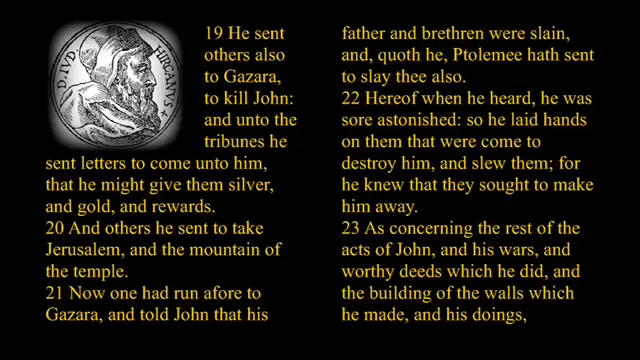 D. IVD. HIRCANVS
19 He sent
others also
to Gazara,
to kill John:
and unto the
tribunes he
sent letters to come unto him,
that he might give them silver,
and gold, and rewards.
20 And others he sent to take
Jerusalem, and the mountain of
the temple.
21 Now one had run afore to
Gazara, and told John that his
father and brethren were slain,
and, quoth he, Ptolemee hath sent
to slay thee also.
22 Hereof when he heard, he was
sore astonished: so he laid hands
on them that were come to
destroy him, and slew them; for
he knew that they sought to make
him away.
23 As concerning the rest of the
acts of John, and his wars, and
worthy deeds which he did, and
the building of the walls which
he made, and his doings,